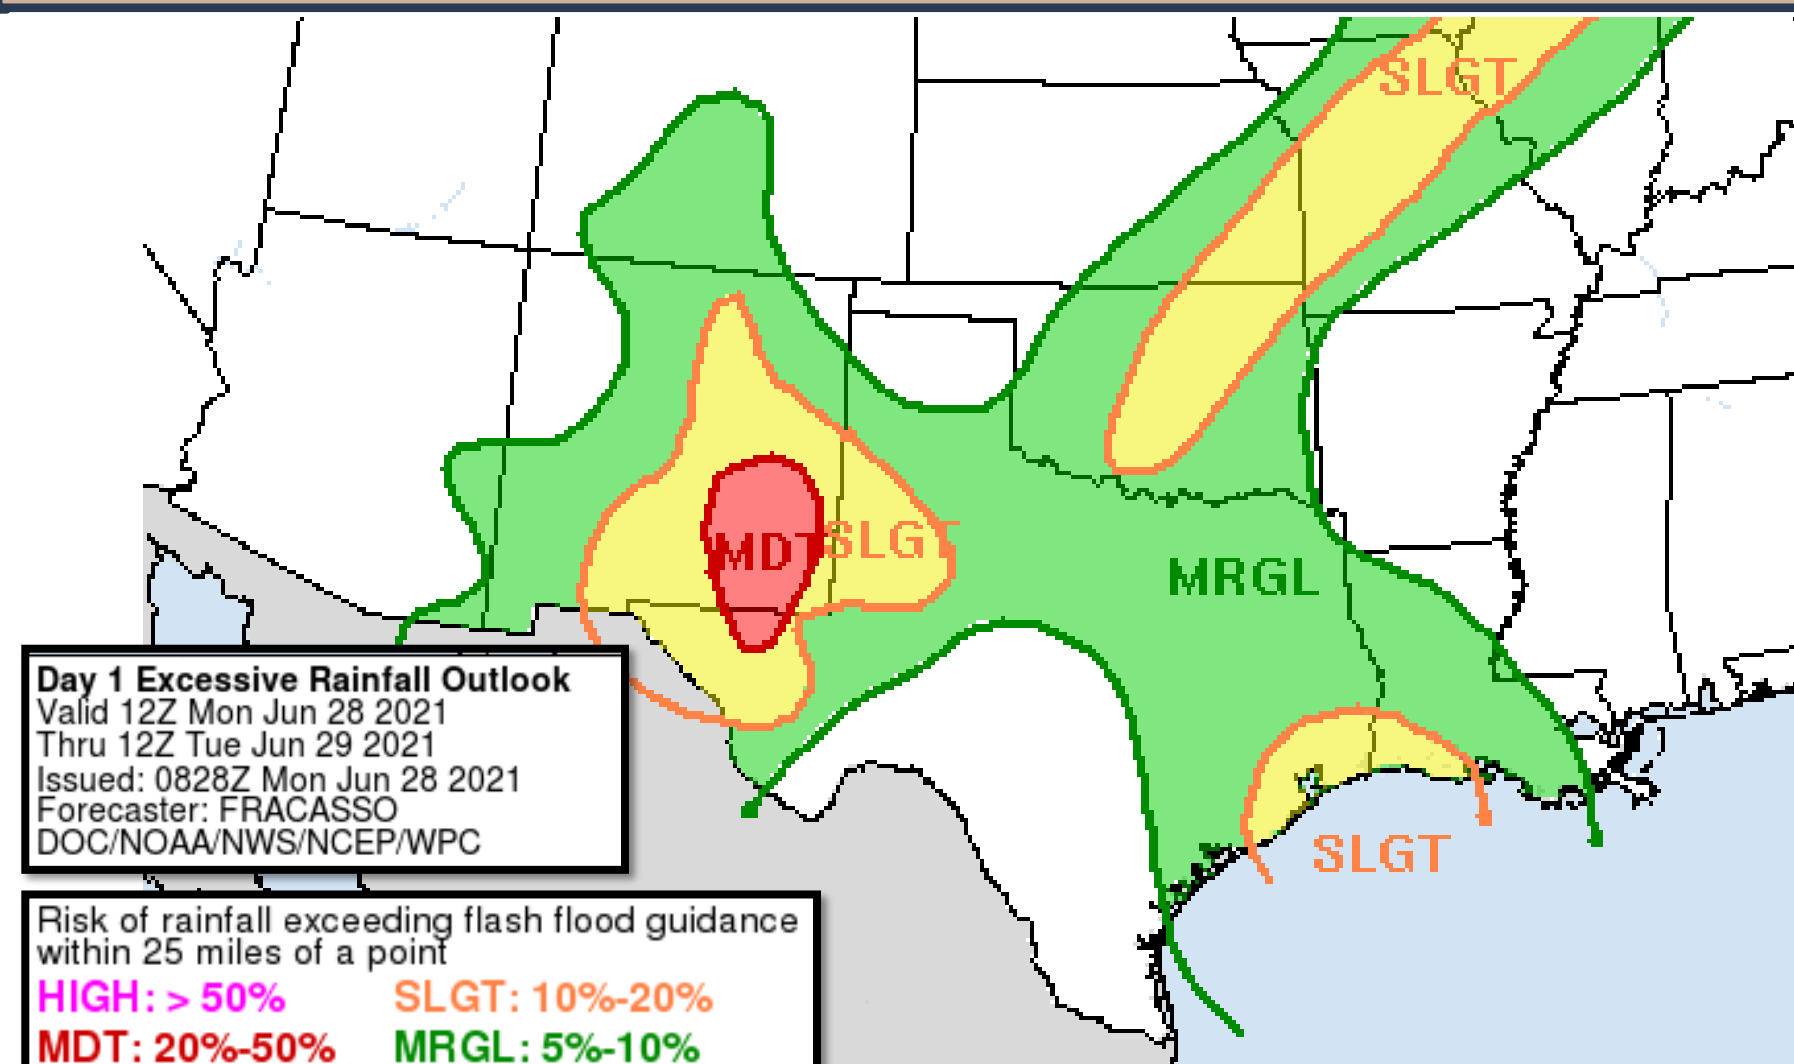 SLGT
MDT
SLGT
MRGL
SLGT
Day 1 Excessive Rainfall Outlook
Valid 12Z Mon Jun 28 2021
Thru 12Z Tue Jun 29 2021
Issued: 0828Z Mon Jun 28 2021
Forecaster: FRACASSO
DOC/NOAA/NWS/NCEP/WPC
Risk of rainfall exceeding flash flood guidance
within 25 miles of a point
HIGH: > 50% SLGT: 10%-20%
MDT: 20%-50% MRGL: 5%-10%